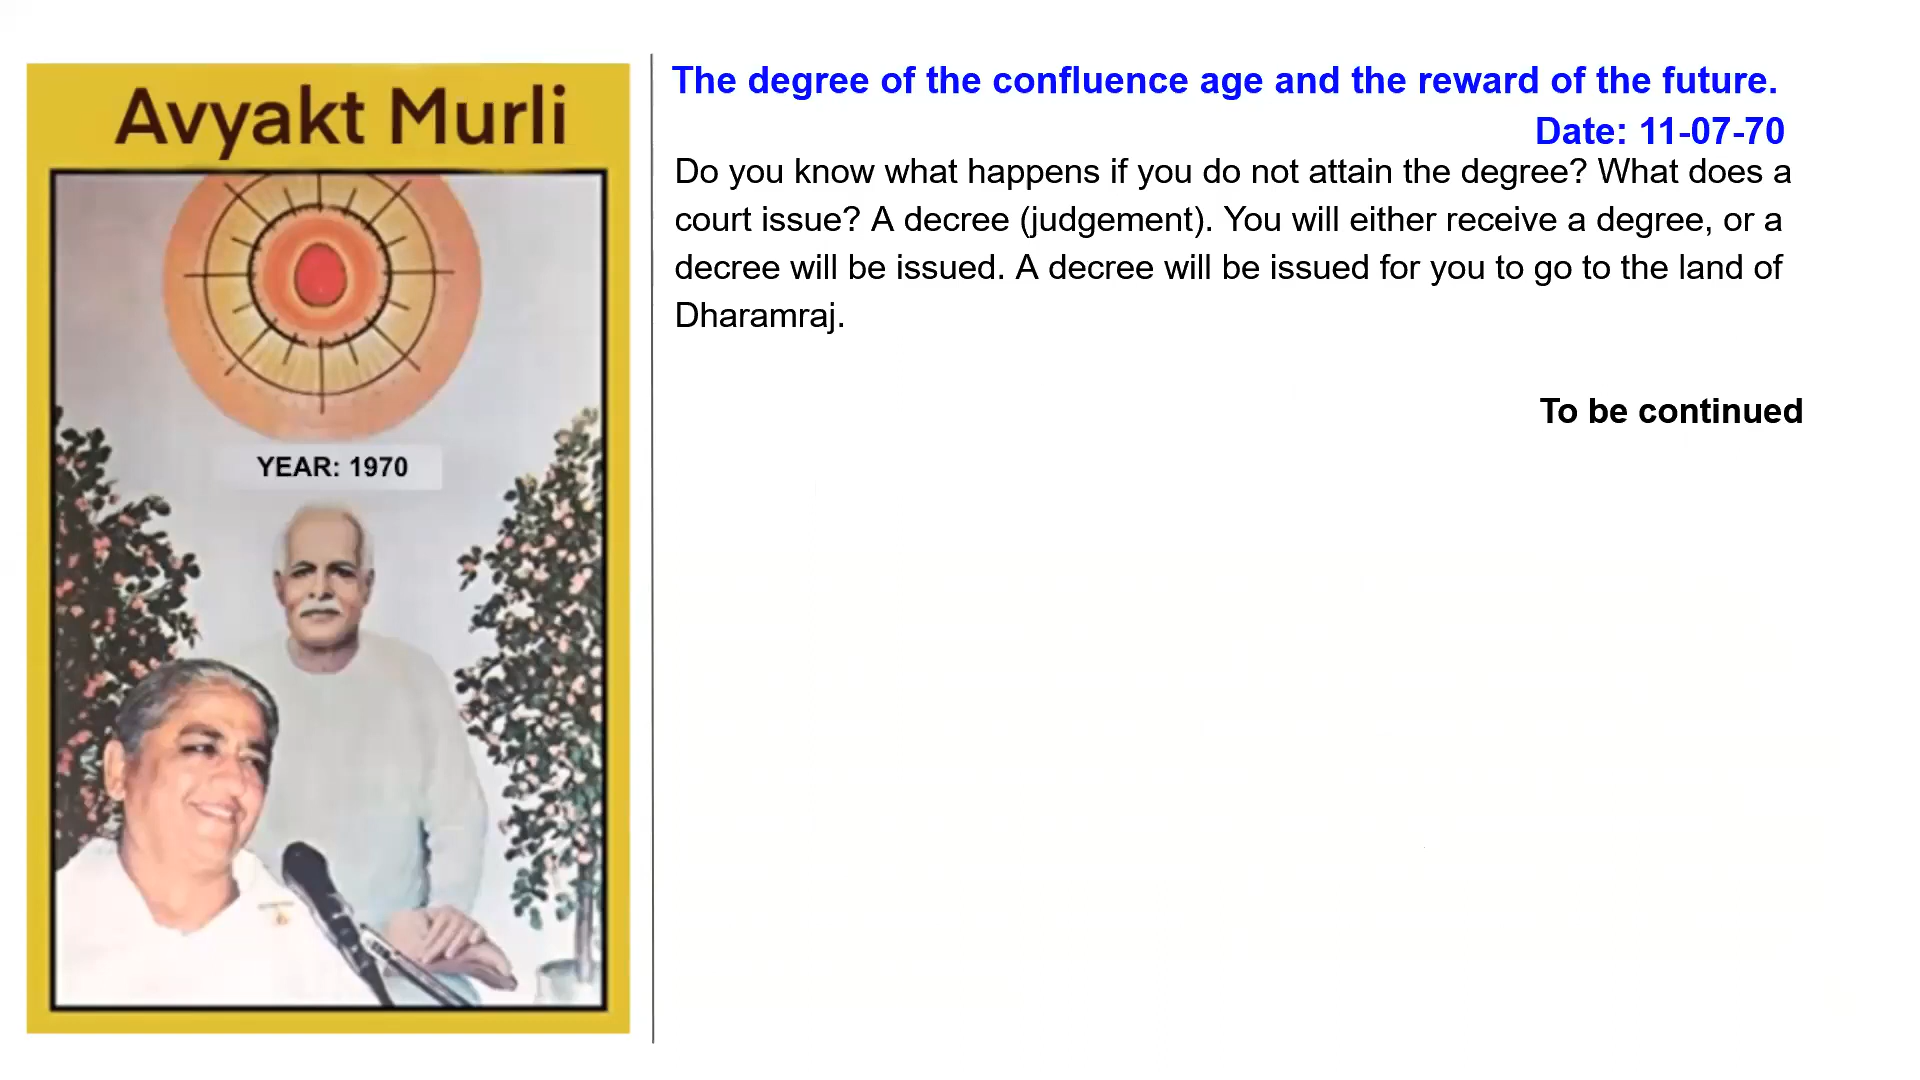 Avyakt Murli
YEAR: 1970
The degree of the confluence age and the reward of the future.
Date: 11-07-70
Do you know what happens if you do not attain the degree? What does a
court issue? A decree (judgement). You will either receive a degree, or a
decree will be issued. A decree will be issued for you to go to the land of
Dharamraj.
To be continued